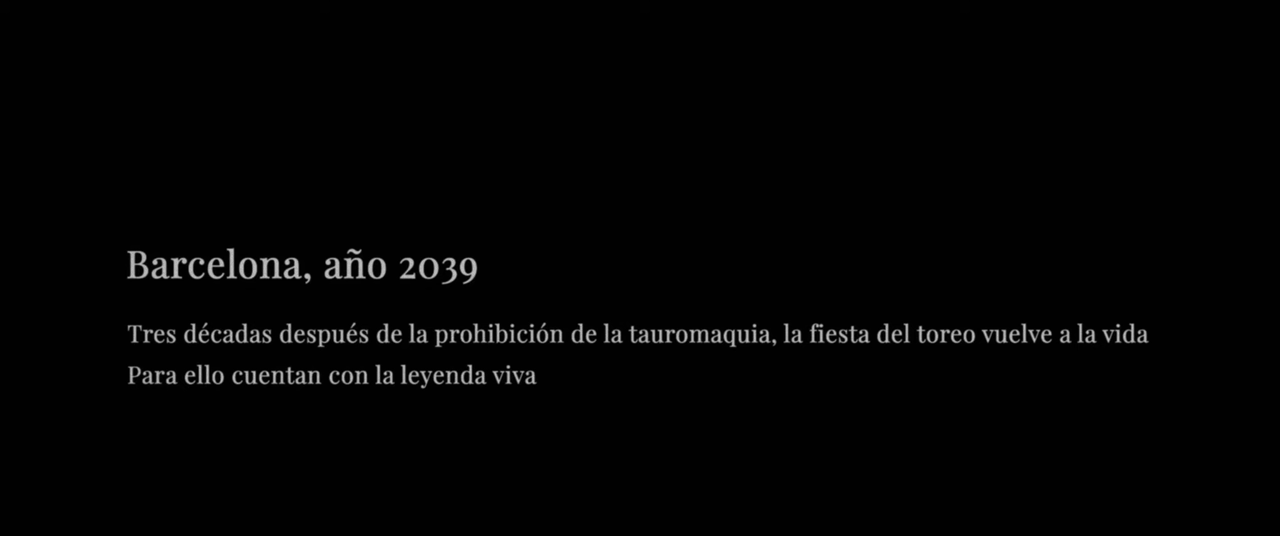 Barcelona, año 2039
Tres décadas después de la prohibición de la tauromaquia, la fiesta del toreo vuelve a la vida
Para ello cuentan con la leyenda viva